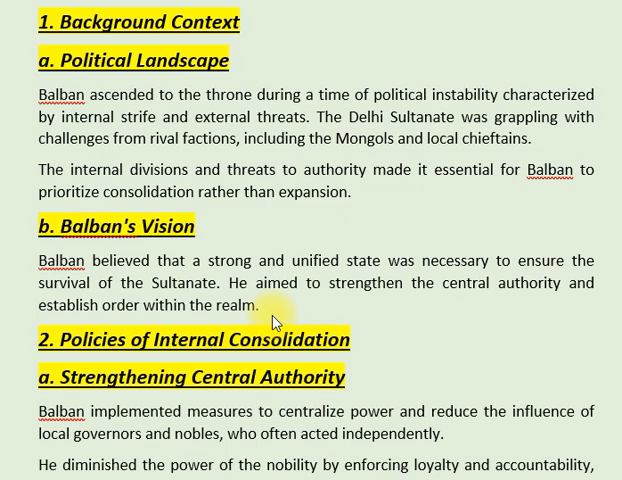 1. Background Context
a. Political Landscape
Balban ascended to the throne during a time of political instability characterized
by internal strife and external threats. The Delhi Sultanate was grappling with
challenges from rival factions, including the Mongols and local chieftains.
The internal divisions and threats to authority made it essential for Balban to
prioritize consolidation rather than expansion.
b. Balban's Vision
Balban believed that a strong and unified state was necessary to ensure the
survival of the Sultanate. He aimed to strengthen the central authority and
establish order within the realm.
2. Policies of Internal Consolidation
a. Strengthening Central Authority
Balban implemented measures to centralize power and reduce the influence of
local governors and nobles, who often acted independently.
He diminished the power of the nobility by enforcing loyalty and accountability,